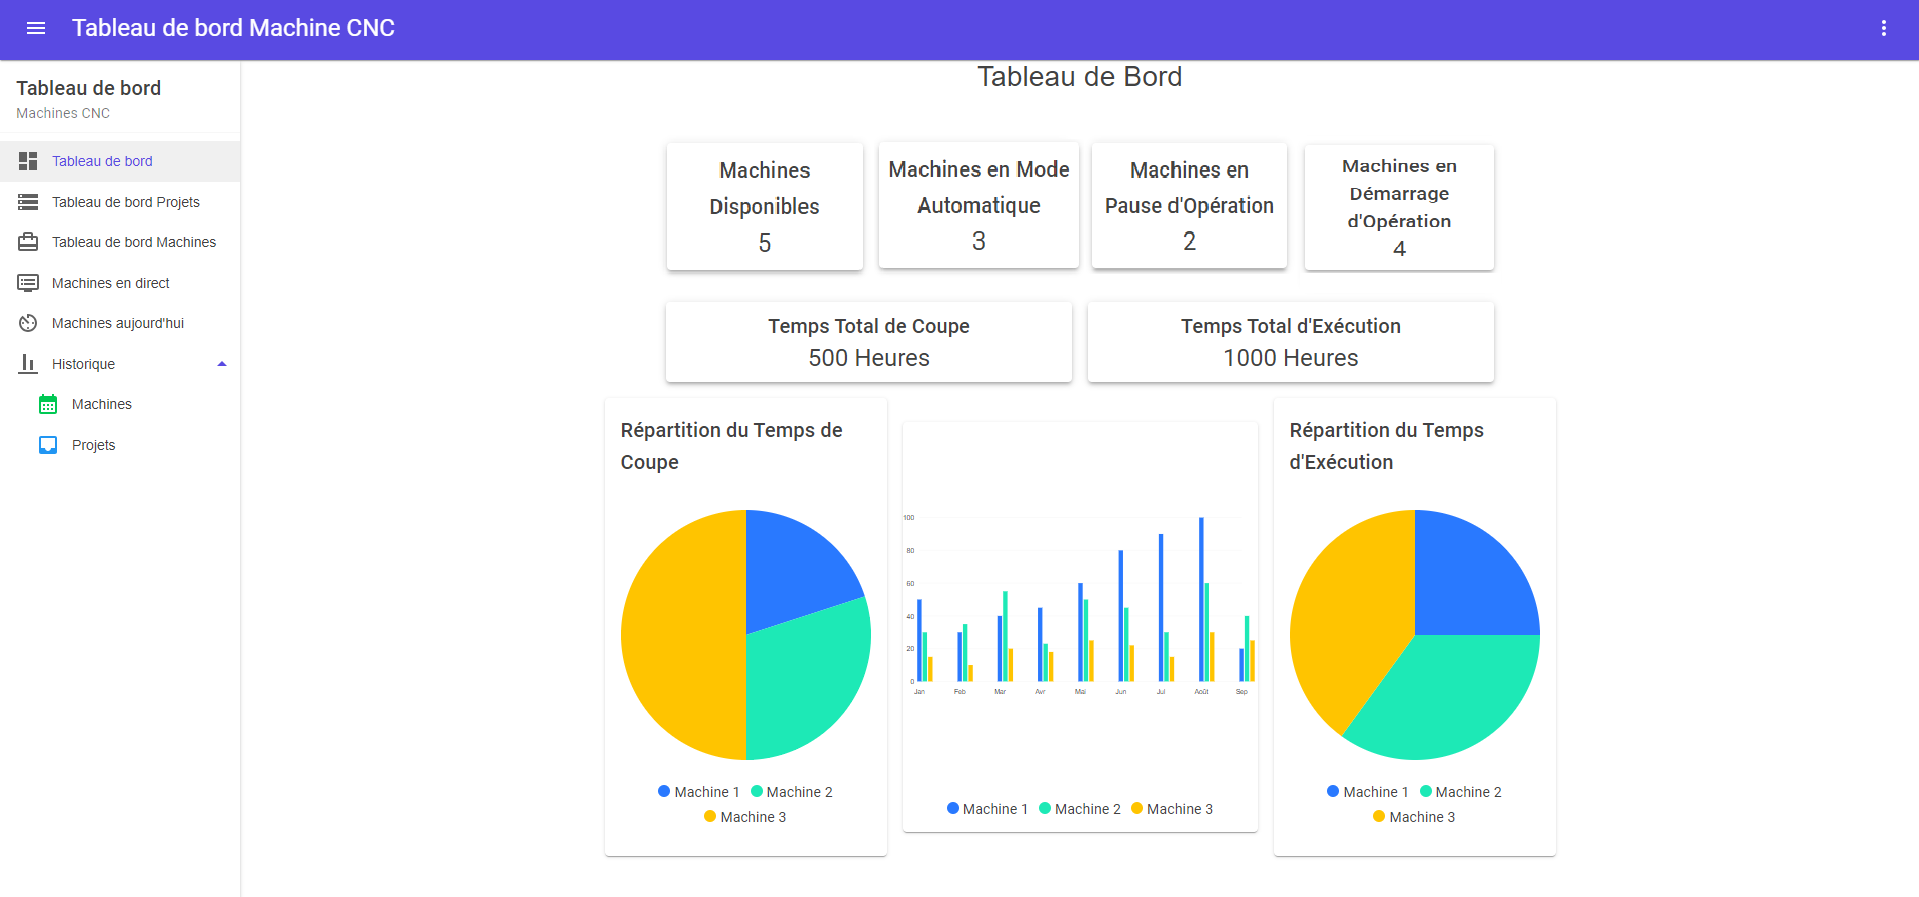 Tableau de bord Machine CNC
Tableau de bord
Machines CNC
Tableau de bord
Tableau de bord Projets
Tableau de bord Machines
Machines en direct
Machines aujourd'hui
Historique
Machines
Projets
Tableau de Bord
Machines
Disponibles
5
Machines en Mode
Automatique
3
Machines en
Pause d'Opération
2
Machines en
Démarrage
d'Opération
4
Temps Total de Coupe
500 Heures
Temps Total d'Exécution
1000 Heures
Répartition du Temps de
Coupe
Machine 1 Machine 2
Machine 3
100
80
60
40
20
0
Jan Feb Mar Avr Mai Jun Jul Août Sep
Machine 1 Machine 2 Machine 3
Répartition du Temps
d'Exécution
Machine 1 Machine 2
Machine 3